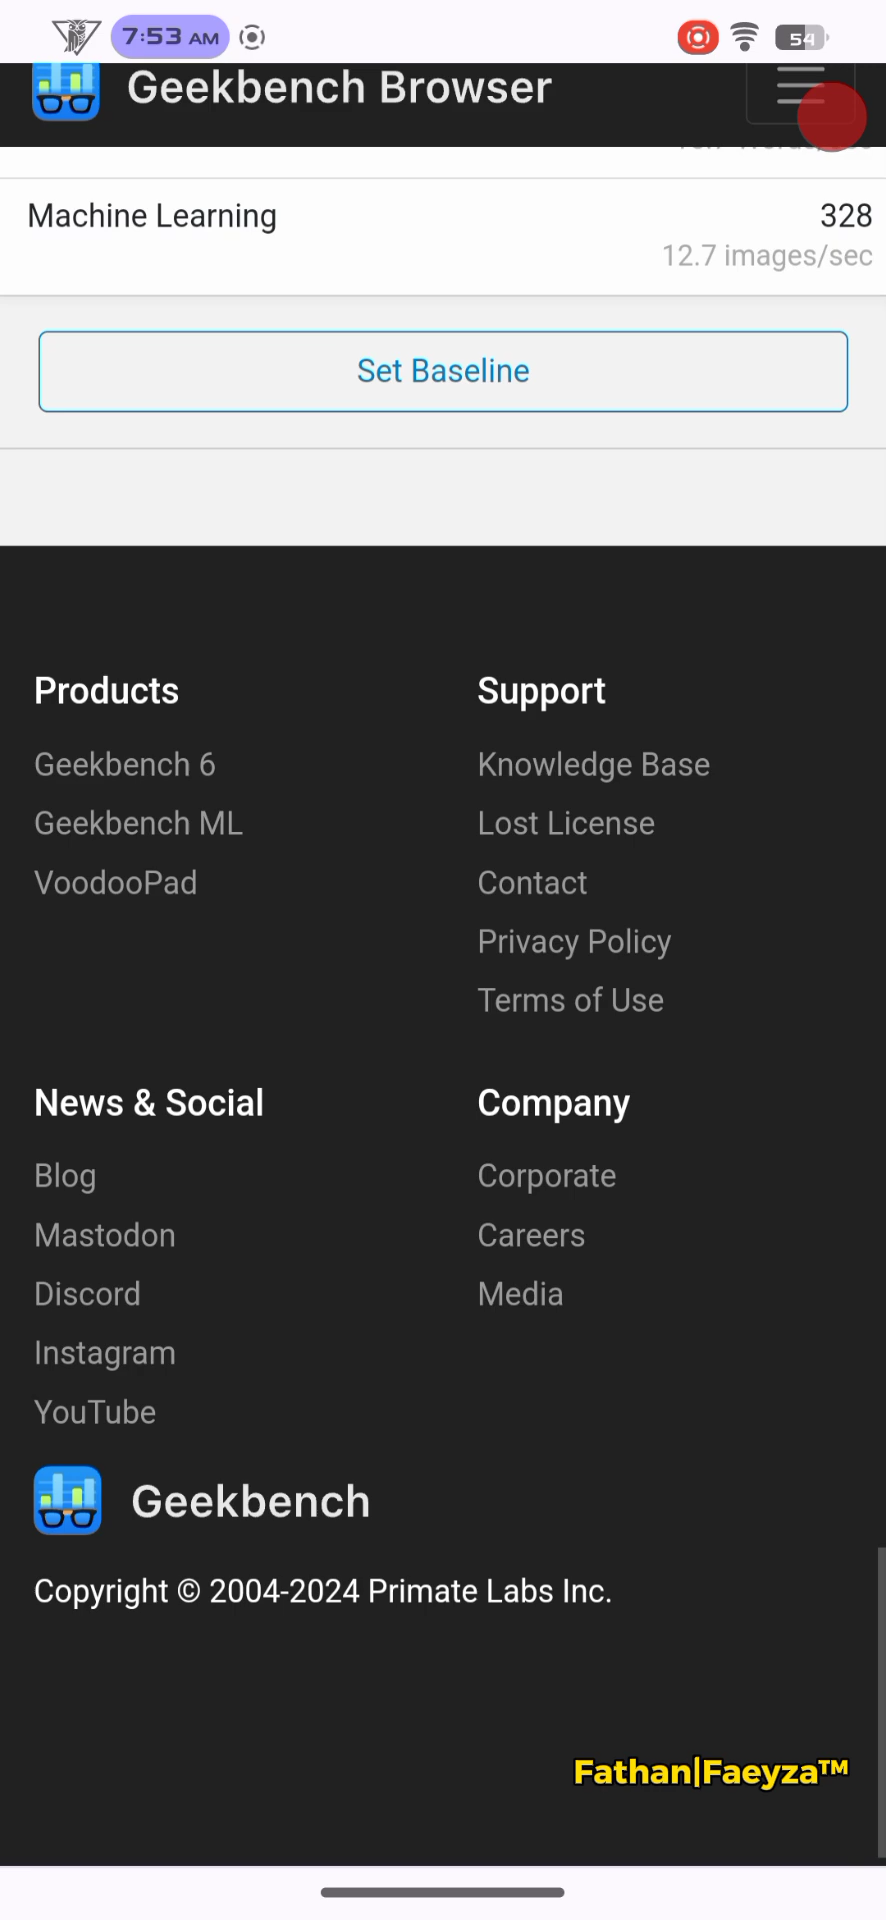 7:53 AM
54
Geekbench Browser
Machine Learning
328
12.7 images/sec
Set Baseline
Products
Geekbench 6
Geekbench ML
VoodooPad
Support
Knowledge Base
Lost License
Contact
Privacy Policy
Terms of Use
News & Social
Blog
Mastodon
Discord
Instagram
YouTube
Company
Corporate
Careers
Media
Geekbench
Copyright © 2004-2024 Primate Labs Inc.
Fathan|Faeyza™